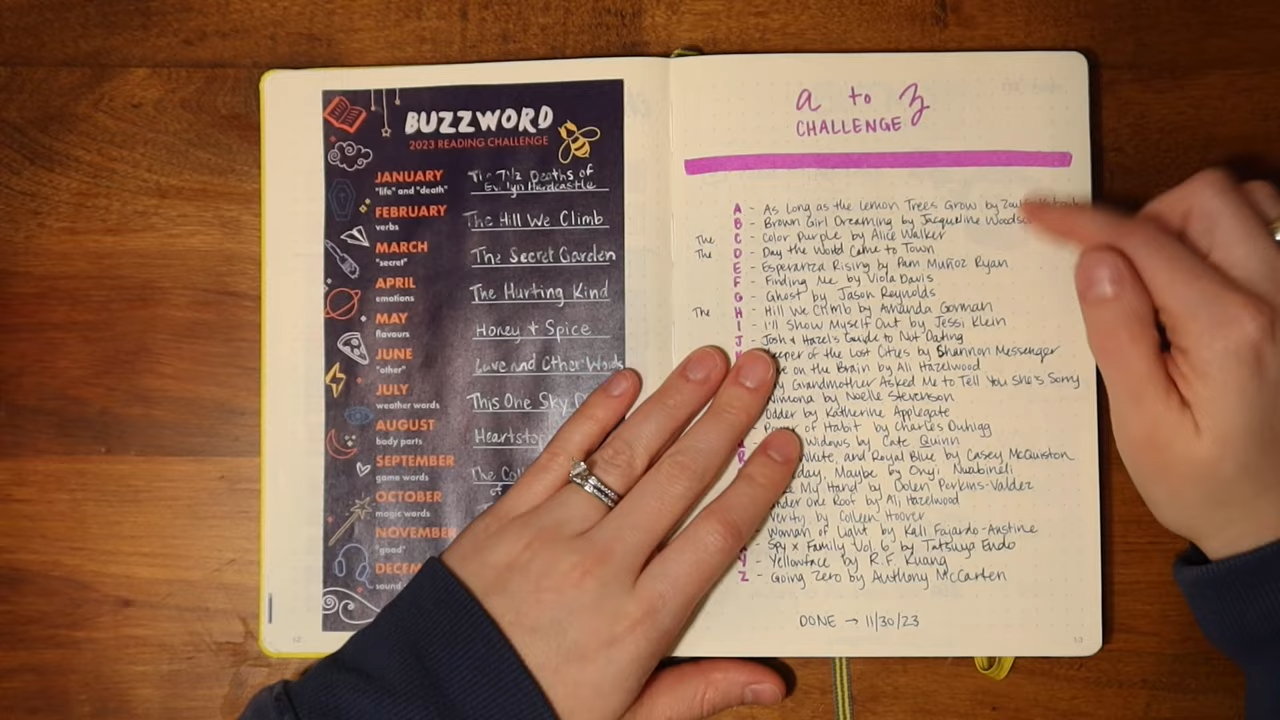 BUZZWORD
2023 READING CHALLENGE
JANUARY
"life" and "death"
The 7 1/2 Deaths of
Evelyn Hardcastle
FEBRUARY
verbs
The Hill We Climb
MARCH
"secret"
The Secret Garden
APRIL
emotions
The Hurting Kind
MAY
flavours
Honey + Spice
JUNE
"other"
Love and Other Words
JULY
weather words
This One Sky
AUGUST
body parts
Heartstop
SEPTEMBER
game words
The
of
OCTOBER
magic words
NOVEMBER
"good"
DECEM
sound
12
a to z
CHALLENGE
A - As Long as the Lemon Trees Grow by
B - Brown Girl Dreaming by Jacqueline Woodson
The C - Color Purple by Alice Walker
The D - Day the World Came to Town
E - Esperanza Rising by Pam Muñoz Ryan
F - Finding Me by Viola Davis
G - Ghost by Jason Reynolds
The H - Hill We Climb by Amanda Gorman
I - I'll Show Myself Out by Jessi Klein
J - Josh + Hazel's Guide to Not Dating
eeper of the Lost Cities by Shannon Messenger
on the Brain by Ali Hazelwood
y Grandmother Asked Me to Tell You She's Sorry
Nimona by Noelle Stevenson
Odder by Katherine Applegate
Power of Habit by Charles Duhigg
Widows by Cate Quinn
R White, and Royal Blue by Casey McQuiston
day, Maybe by Onyi Nwabineli
My Hand by Dolen Perkins-Valdez
Under One Roof by Ali Hazelwood
Verity by Colleen Hoover
Woman of Light by Kali Fajardo-Anstine
- Spy x Family Vol. 6 by Tatsuya Endo
Y - Yellowface by R.F. Kuang
Z - Going Zero by Anthony McCarten
DONE → 11/30/23
13